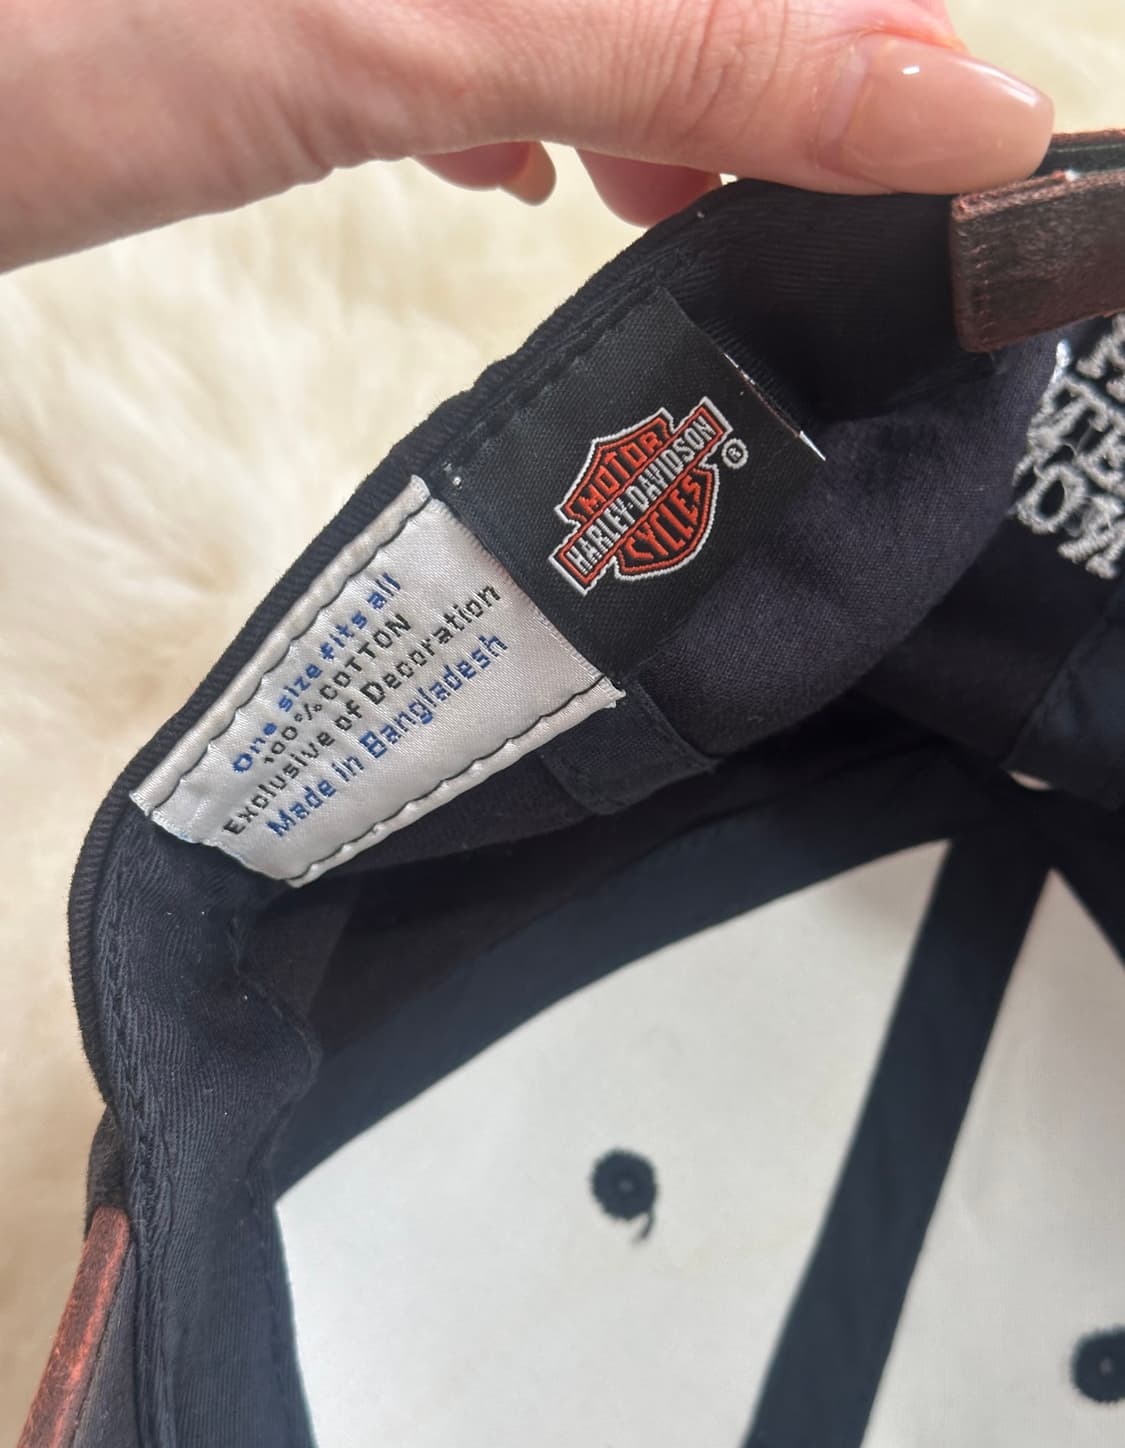 MOTOR
HARLEY-DAVIDSON
CYCLES
®
One size fits all
100% COTTON
Exclusive of Decoration
Made in Bangladesh